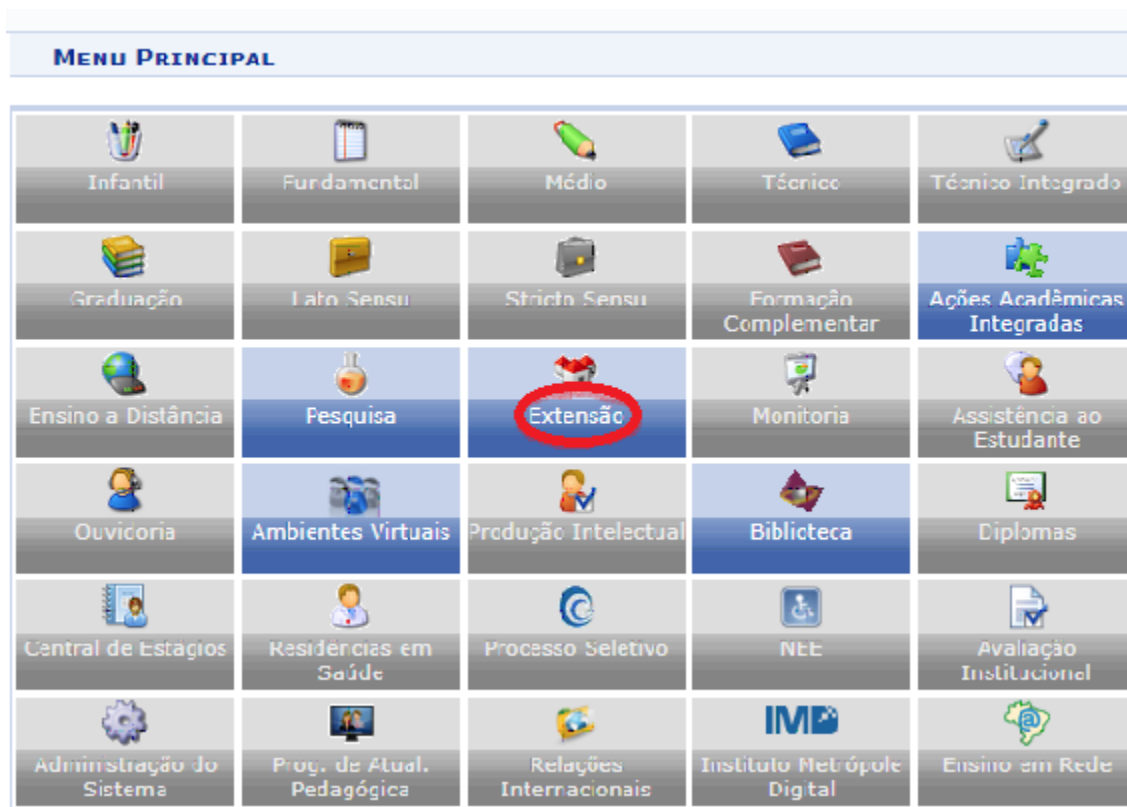 MENU PRINCIPAL
Infantil
Fundamental
Médio
Técnico
Técnico Integrado
Graduação
Lato Sensu
Stricto Sensu
Formação
Complementar
Ações Acadêmicas
Integradas
Ensino a Distância
Pesquisa
Extensão
Monitoria
Assistência ao
Estudante
Ouvidoria
Ambientes Virtuais
Produção Intelectual
Biblioteca
Diplomas
Central de Estágios
Residências em
Saúde
Processo Seletivo
NEE
Avaliação
Institucional
Administração do
Sistema
Prog. de Atual.
Pedagógica
Relações
Internacionais
IMD
Instituto Metrópole
Digital
Ensino em Rede